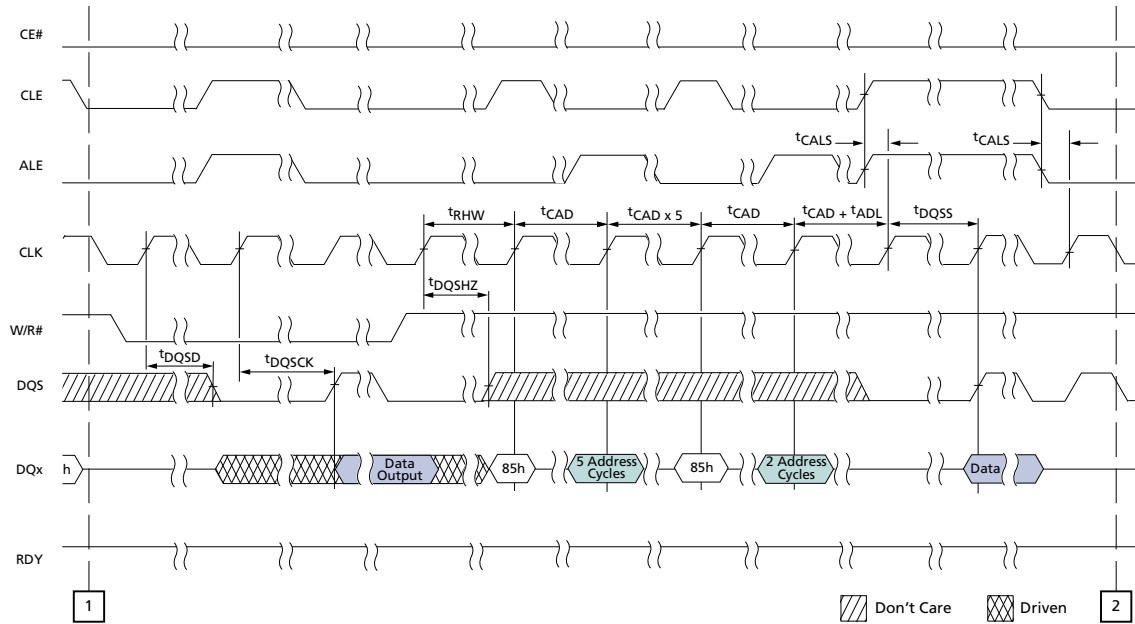 CE#
CLE
tCALS
tCALS
ALE
tRHW
tCAD
tCAD x 5
tCAD
tCAD + tADL
tDQSS
CLK
tDQSHZ
W/R#
tDQSD
tDQSCK
DQS
DQx
h
Data
Output
85h
5 Address
Cycles
85h
2 Address
Cycles
Data
RDY
1
Don't Care
Driven
2